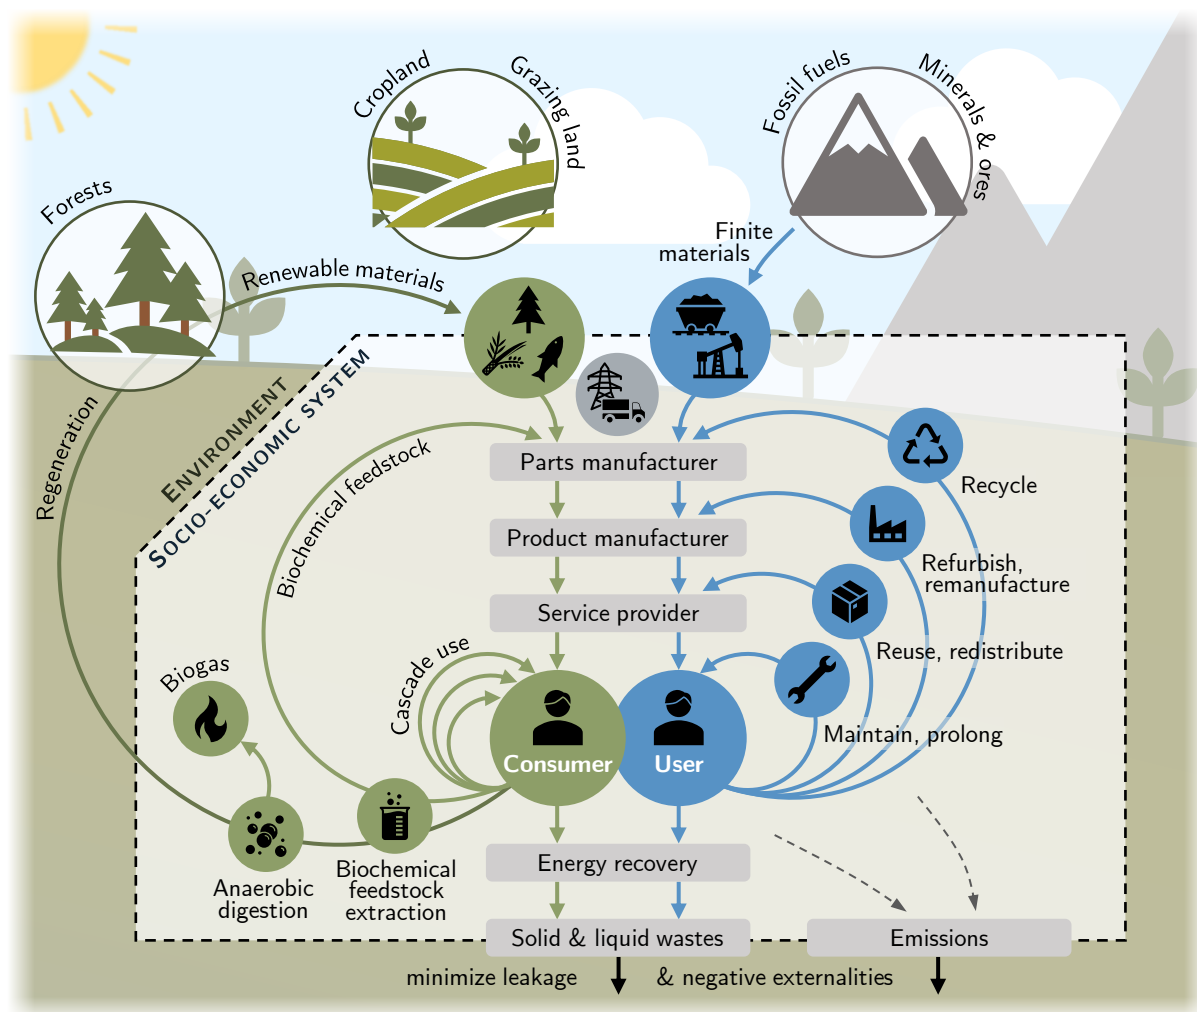 Cropland
Grazing land
Fossil fuels
Minerals & ores
Forests
Renewable materials
Finite
materials
ENVIRONMENT
SOCIO-ECONOMIC SYSTEM
Regeneration
Biochemical feedstock
Parts manufacturer
Recycle
Product manufacturer
Refurbish,
remanufacture
Service provider
Reuse, redistribute
Cascade use
Biogas
Maintain, prolong
Consumer
User
Energy recovery
Biochemical
feedstock
extraction
Anaerobic
digestion
Solid & liquid wastes
Emissions
minimize leakage
& negative externalities